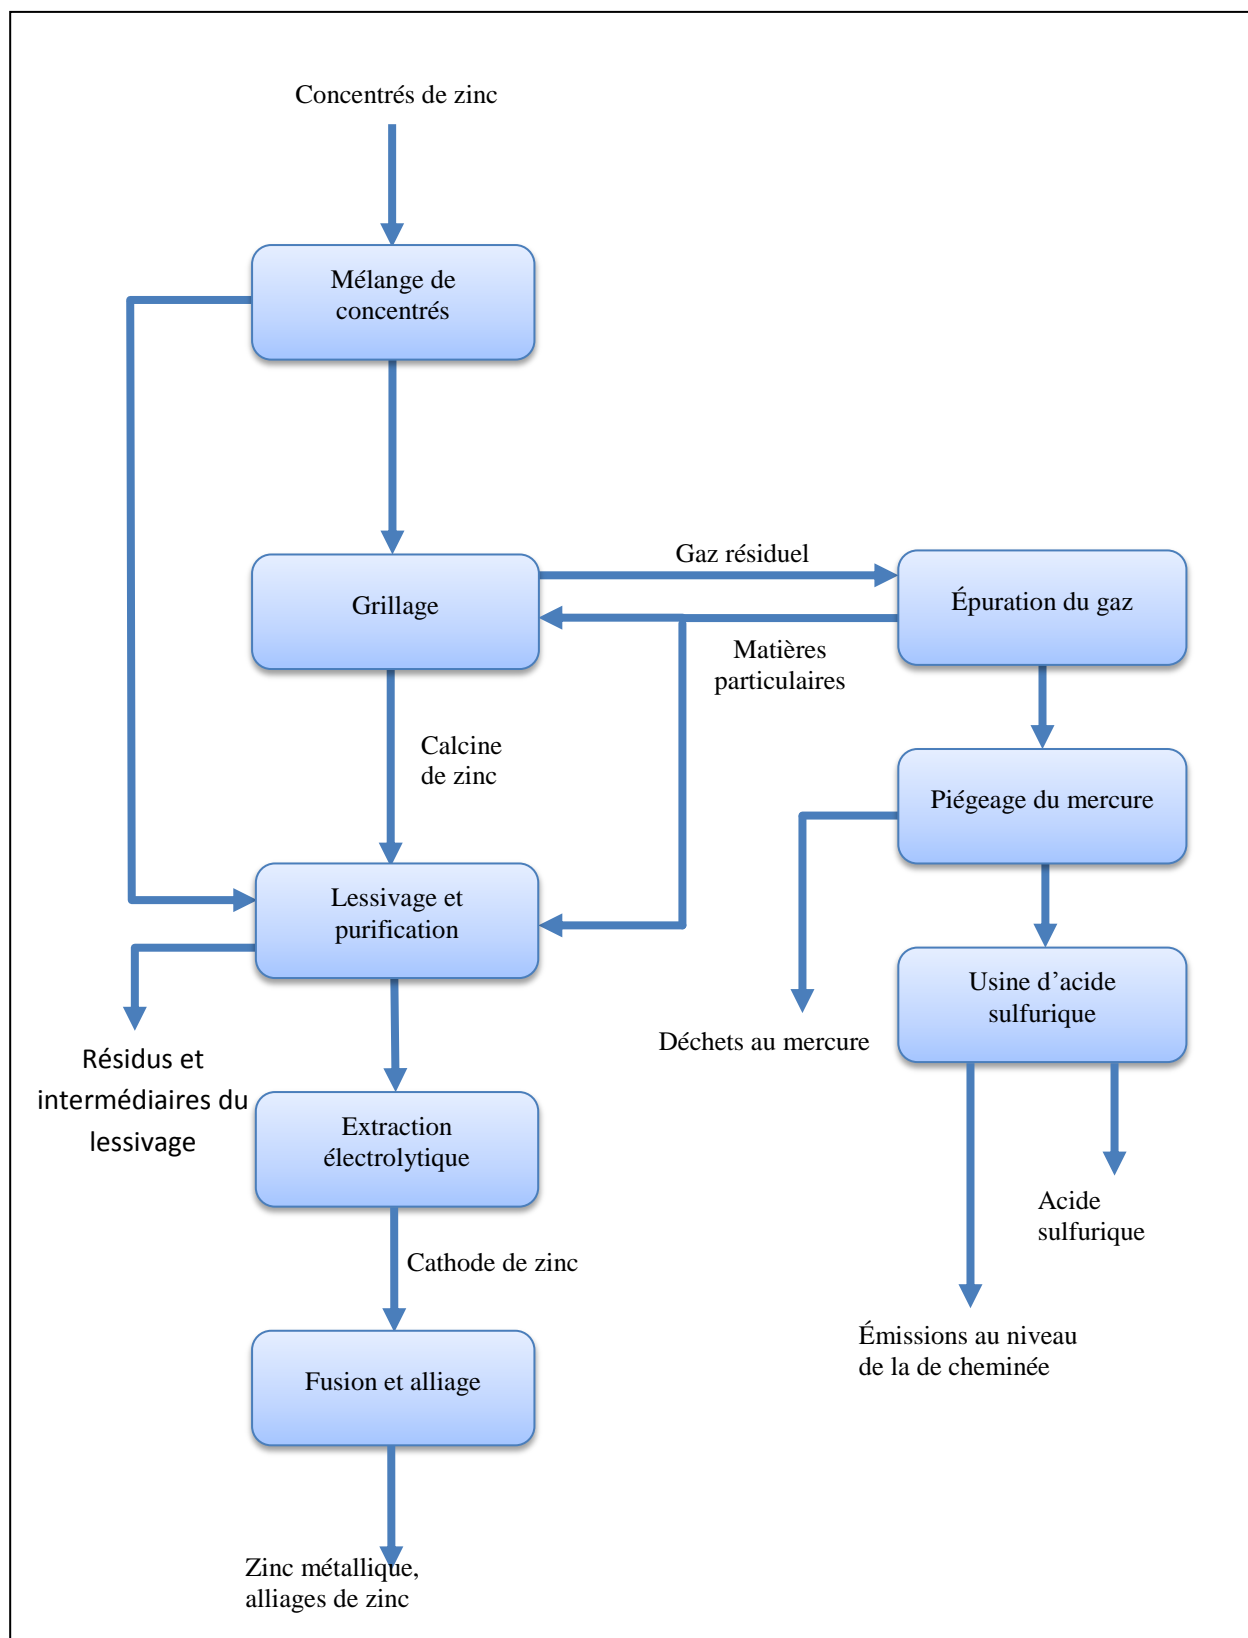 Concentrés de zinc
Mélange de
concentrés
Gaz résiduel
Grillage
Épuration du gaz
Matières
particulaires
Calcine
de zinc
Piégeage du mercure
Lessivage et
purification
Usine d’acide
sulfurique
Déchets au mercure
Résidus et
intermédiaires du
lessivage
Extraction
électrolytique
Acide
sulfurique
Cathode de zinc
Émissions au niveau
de la de cheminée
Fusion et alliage
Zinc métallique,
alliages de zinc